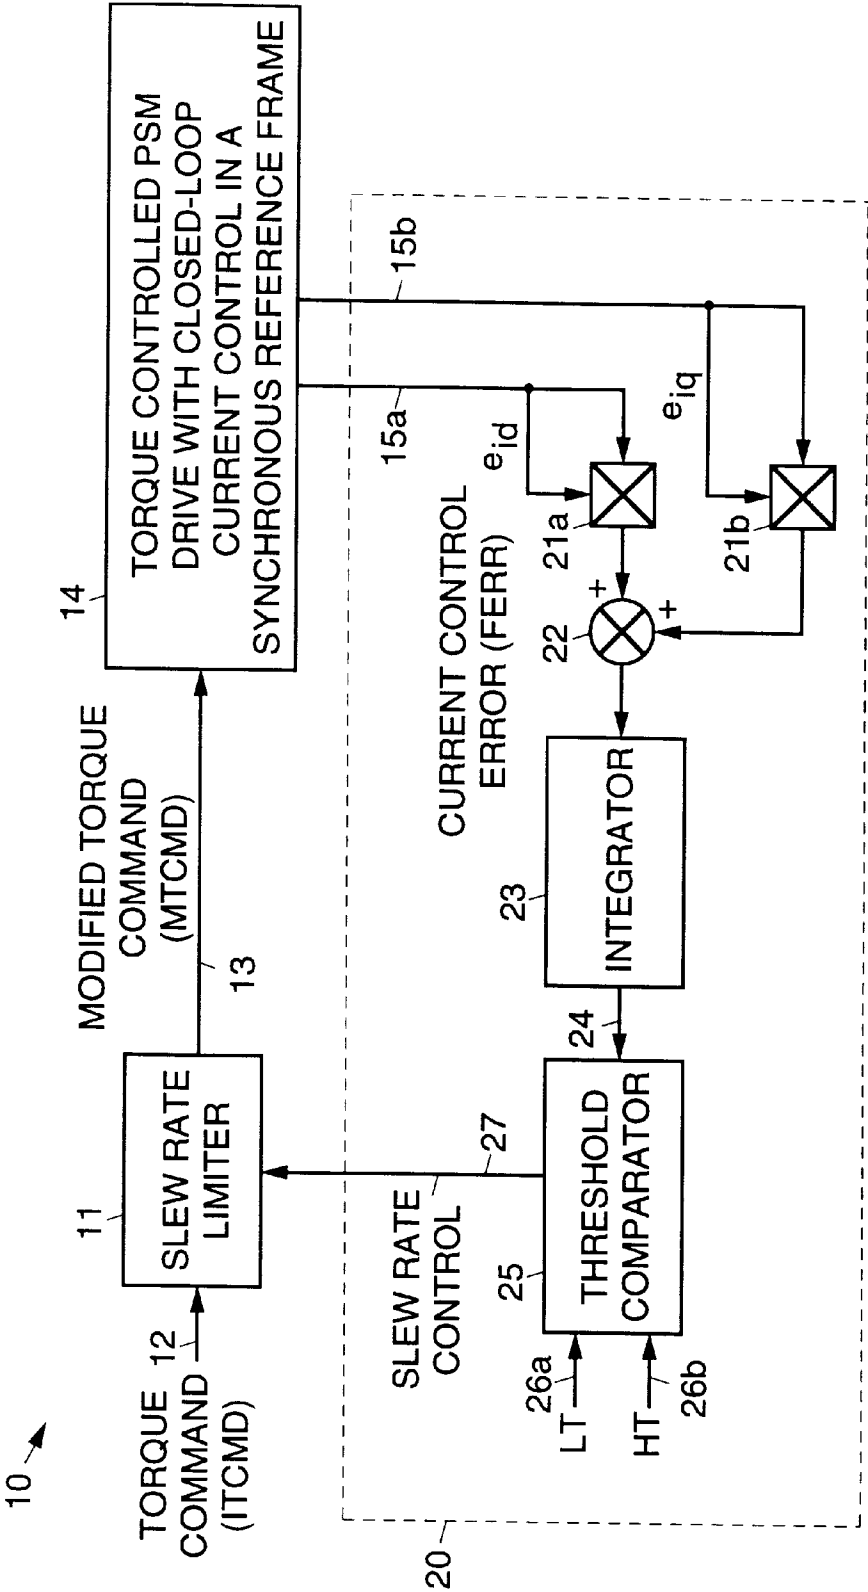 10
TORQUE
COMMAND
(ITCMD)
12
11
SLEW RATE
LIMITER
MODIFIED TORQUE
COMMAND
(MTCMD)
13
14
TORQUE CONTROLLED PSM
DRIVE WITH CLOSED-LOOP
CURRENT CONTROL IN A
SYNCHRONOUS REFERENCE FRAME
20
SLEW RATE
CONTROL
27
CURRENT CONTROL
ERROR (FERR)
15a
15b
eid
eiq
LT
26a
HT
26b
25
THRESHOLD
COMPARATOR
24
23
INTEGRATOR
22
+
+
21a
21b